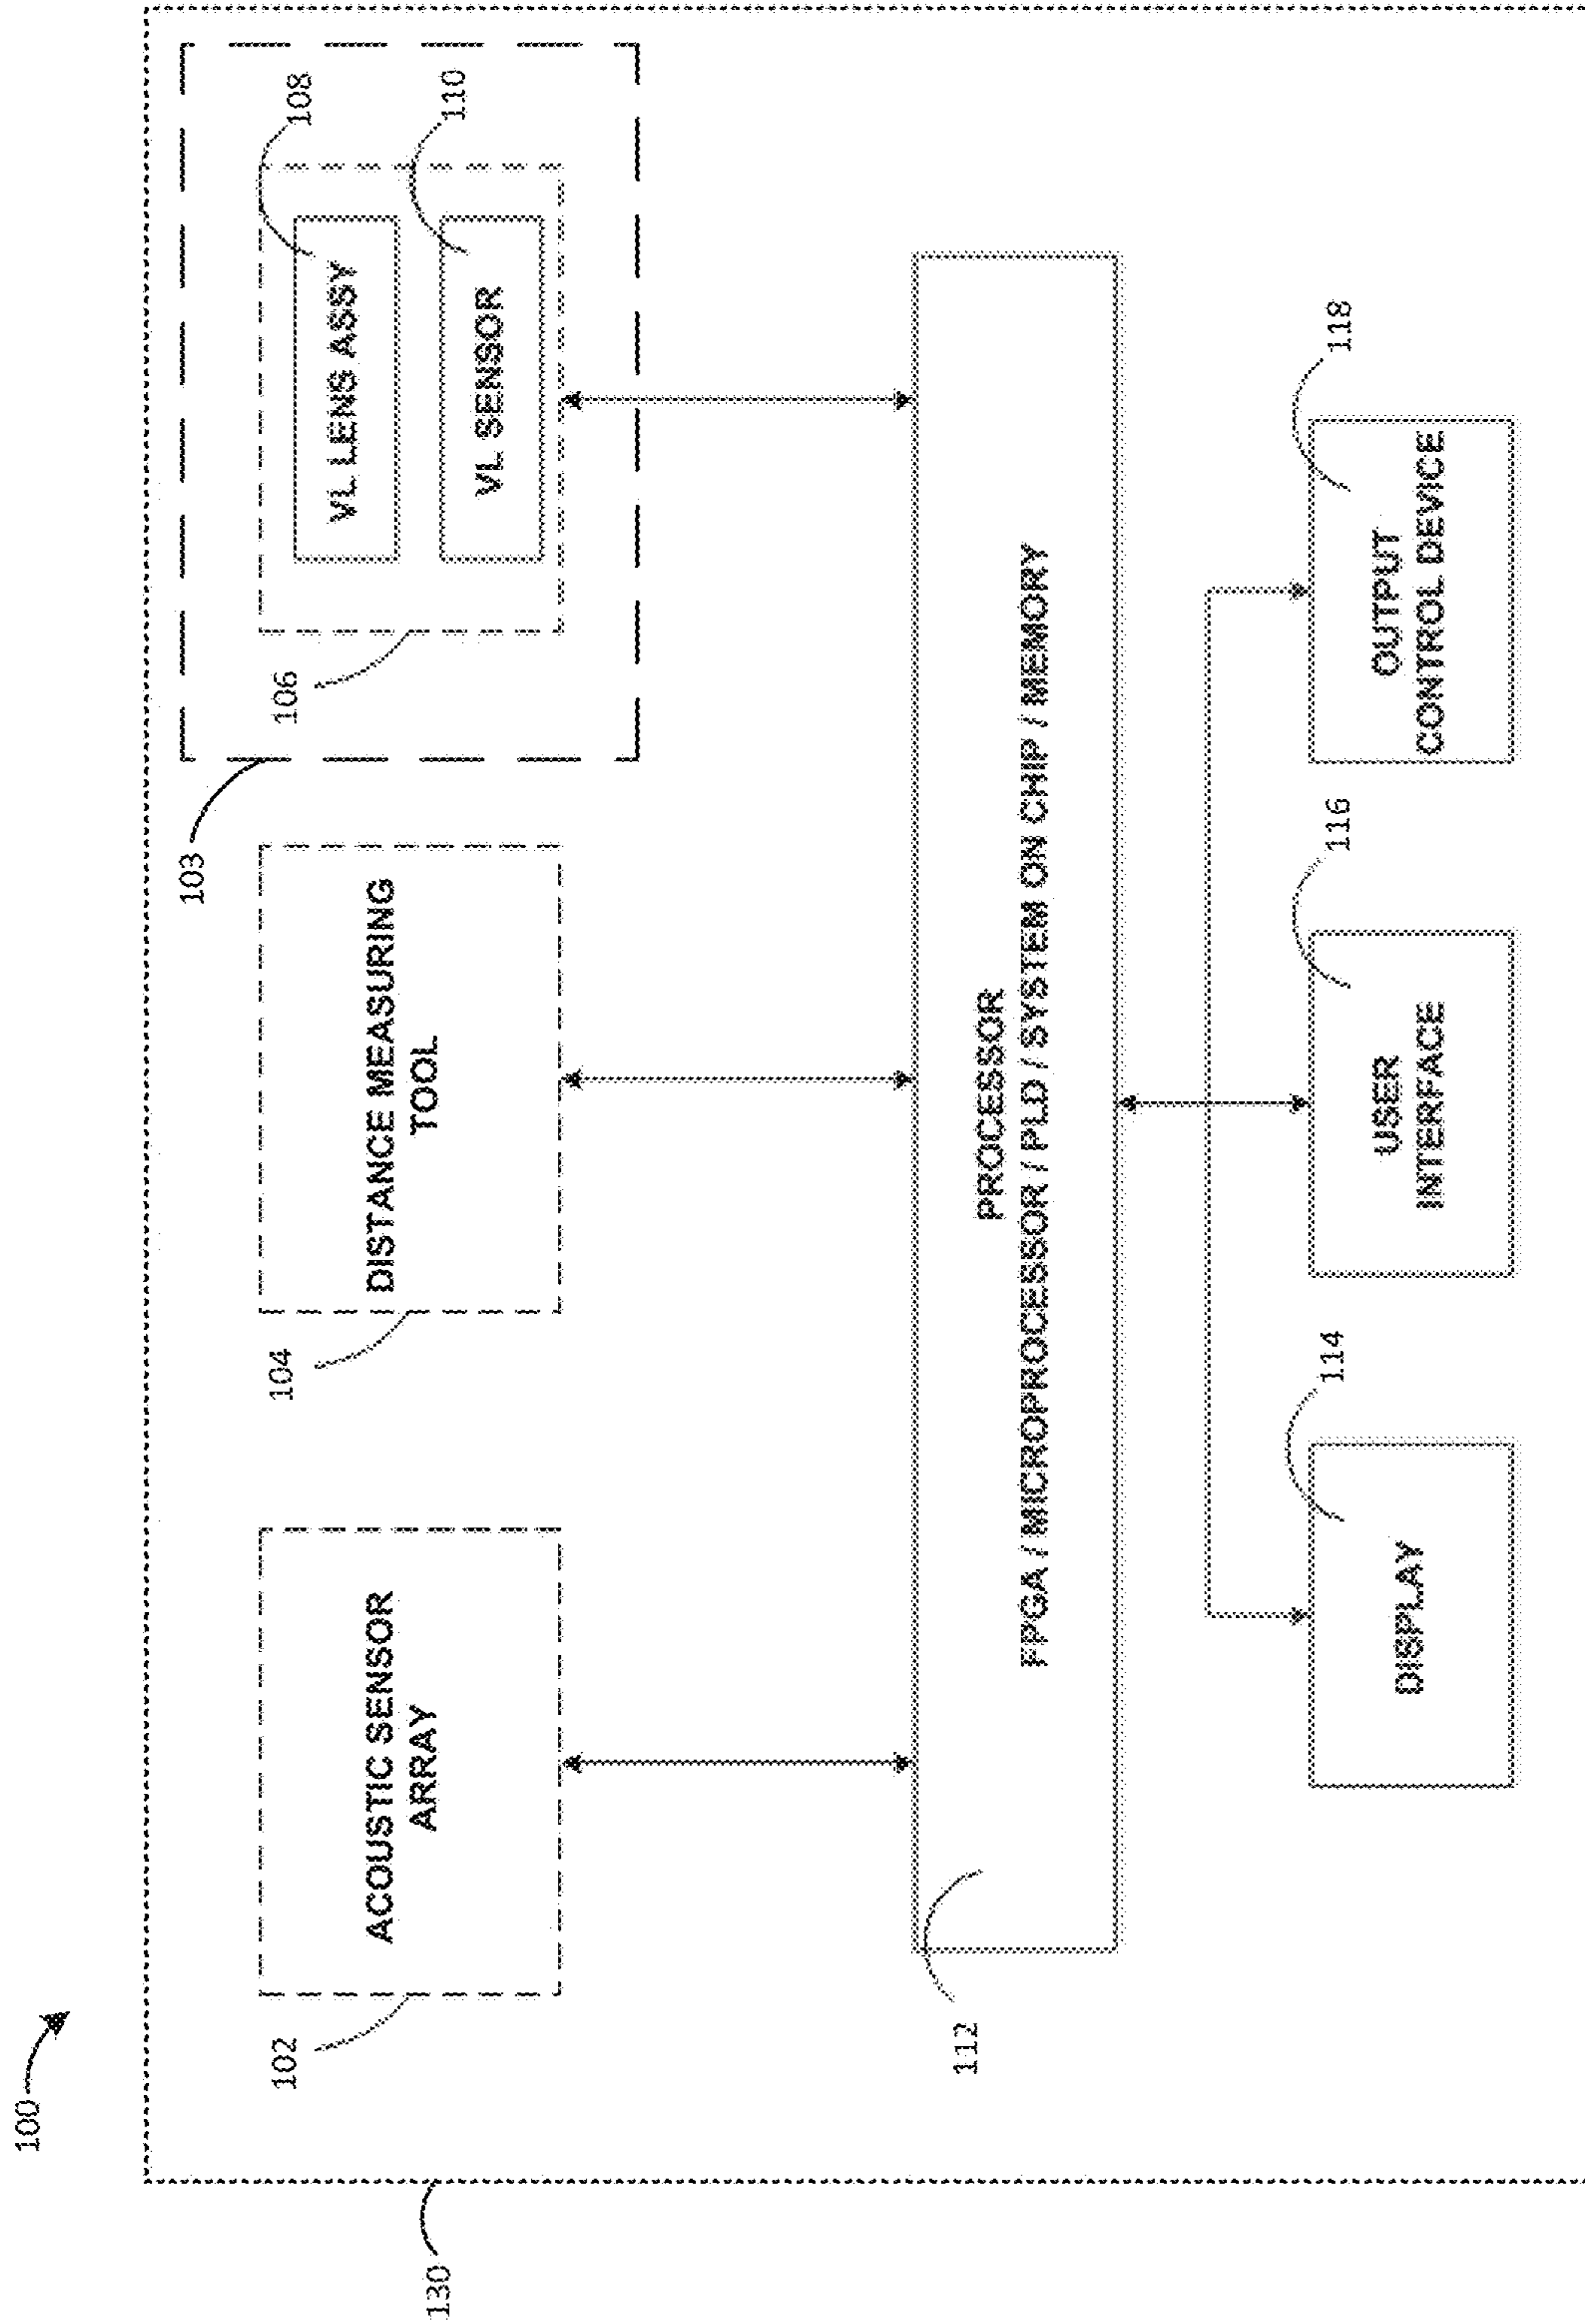 100
130
102
ACOUSTIC SENSOR
ARRAY
104
DISTANCE MEASURING
TOOL
103
106
VL LENS ASSY
108
VL SENSOR
110
112
PROCESSOR
FPGA / MICROPROCESSOR / PLD / SYSTEM ON CHIP / MEMORY
114
DISPLAY
116
USER
INTERFACE
118
OUTPUT
CONTROL DEVICE